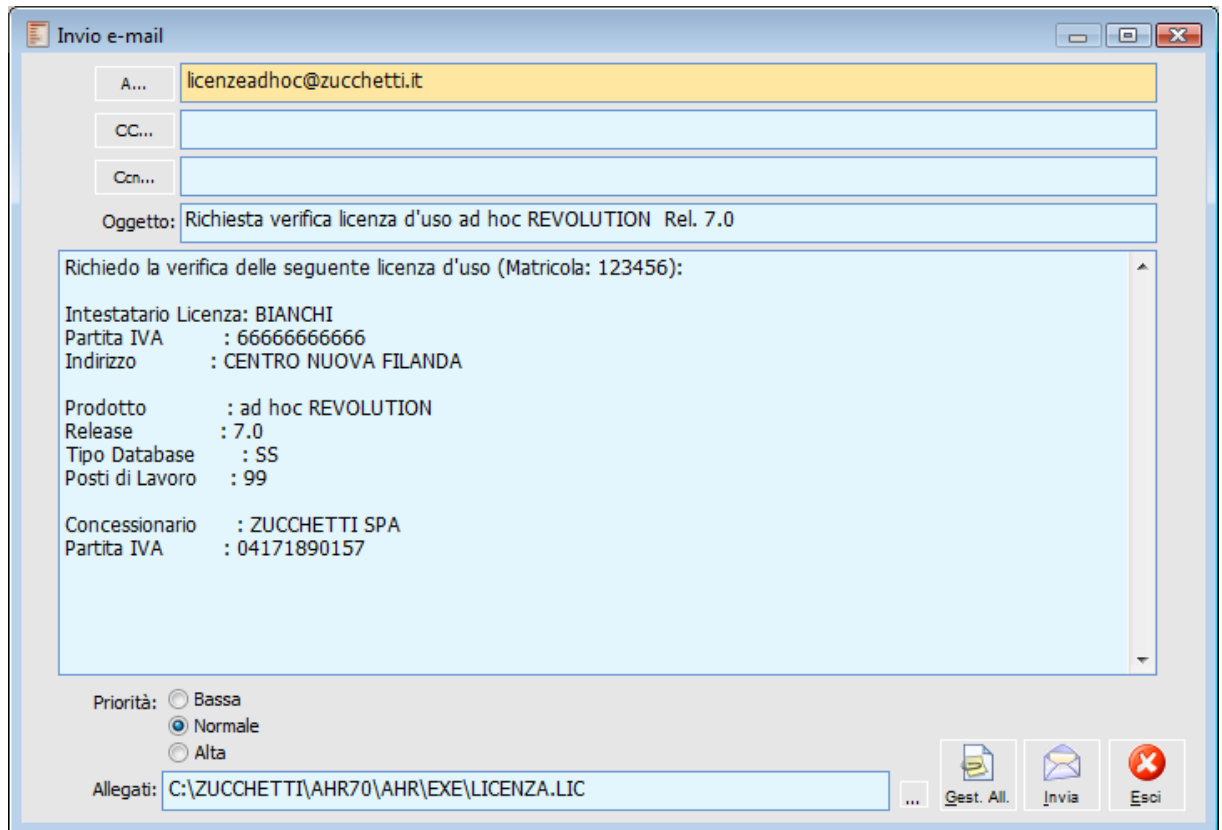 Invio e-mail
A... licenzeadhoc@zucchetti.it
CC...
Ccn...
Oggetto: Richiesta verifica licenza d'uso ad hoc REVOLUTION Rel. 7.0
Richiedo la verifica delle seguente licenza d'uso (Matricola: 123456):
Intestatario Licenza: BIANCHI
Partita IVA : 66666666666
Indirizzo : CENTRO NUOVA FILANDA
Prodotto : ad hoc REVOLUTION
Release : 7.0
Tipo Database : SS
Posti di Lavoro : 99
Concessionario : ZUCCHETTI SPA
Partita IVA : 04171890157
Priorità: Bassa
Normale
Alta
Allegati: C:\ZUCCHETTI\AHR70\AHR\EXE\LICENZA.LIC ... Gest. All. Invia Esci